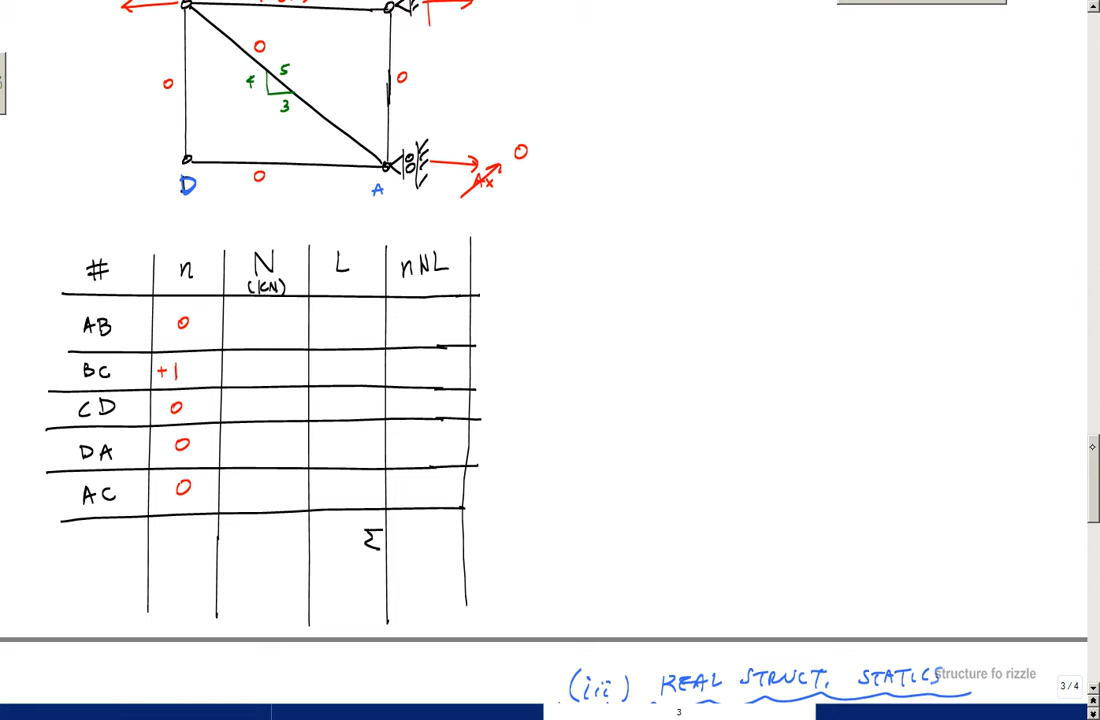 0
0
4 5
3
0
0
0
Ax
D
0
A
# n N L nNL
(KN)
AB 0
BC +1
CD 0
DA 0
AC 0
Σ
(iii) REAL STRUCT. STATICS
Structure fo rizzle
3 / 4
3